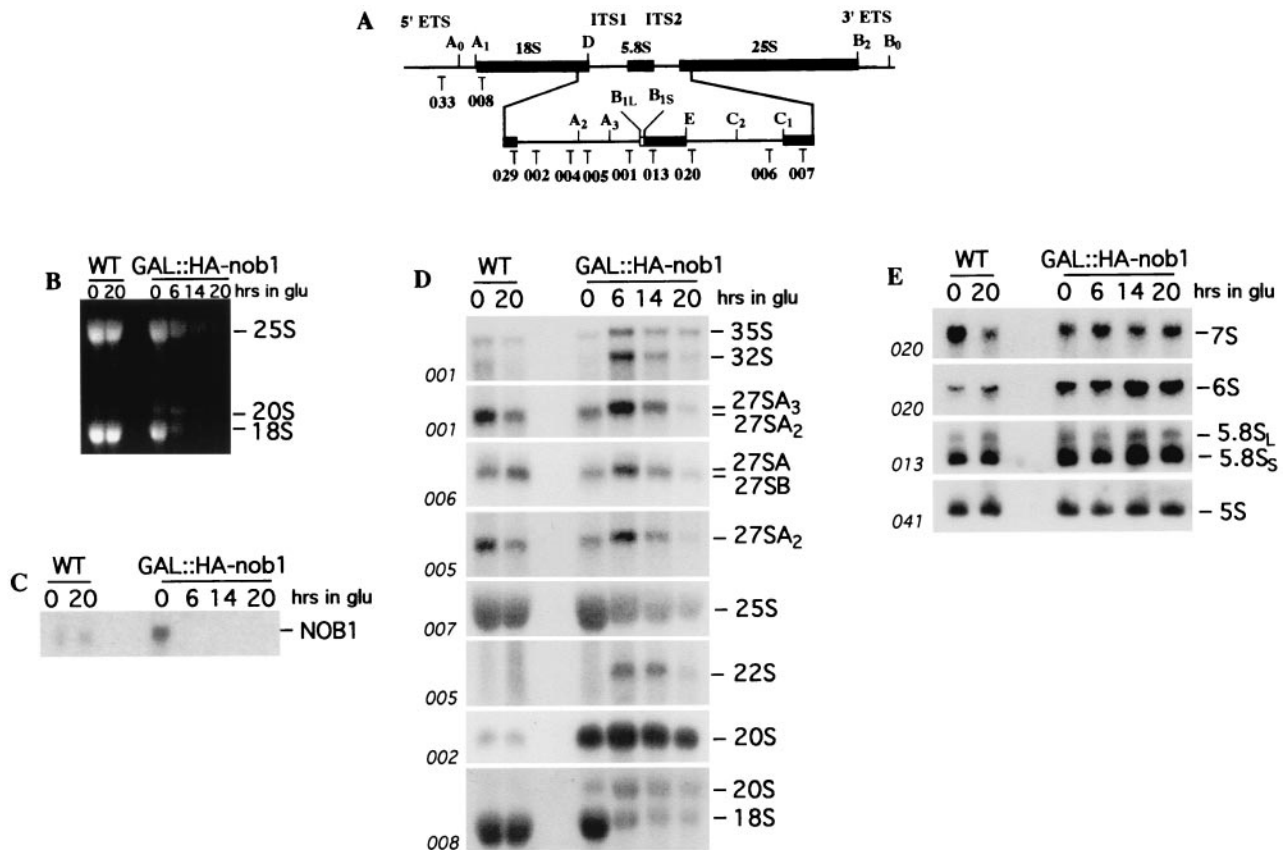 A
5' ETS
ITS1 ITS2
3' ETS
A0 A1 18S D 5.8S 25S B2 B0
033 008
B1L B1S
A2 A3 E C2 C1
029 002 004 005 001 013 020 006 007
B
WT GAL::HA-nob1
0 20 0 6 14 20 hrs in glu
25S
20S
18S
C
WT GAL::HA-nob1
0 20 0 6 14 20 hrs in glu
NOB1
D
WT GAL::HA-nob1
0 20 0 6 14 20 hrs in glu
35S
32S
001
27SA3
27SA2
001
27SA
27SB
006
27SA2
005
25S
007
22S
005
20S
002
20S
18S
008
E
WT GAL::HA-nob1
0 20 0 6 14 20 hrs in glu
7S
020
6S
020
5.8SL
5.8SS
013
5S
041